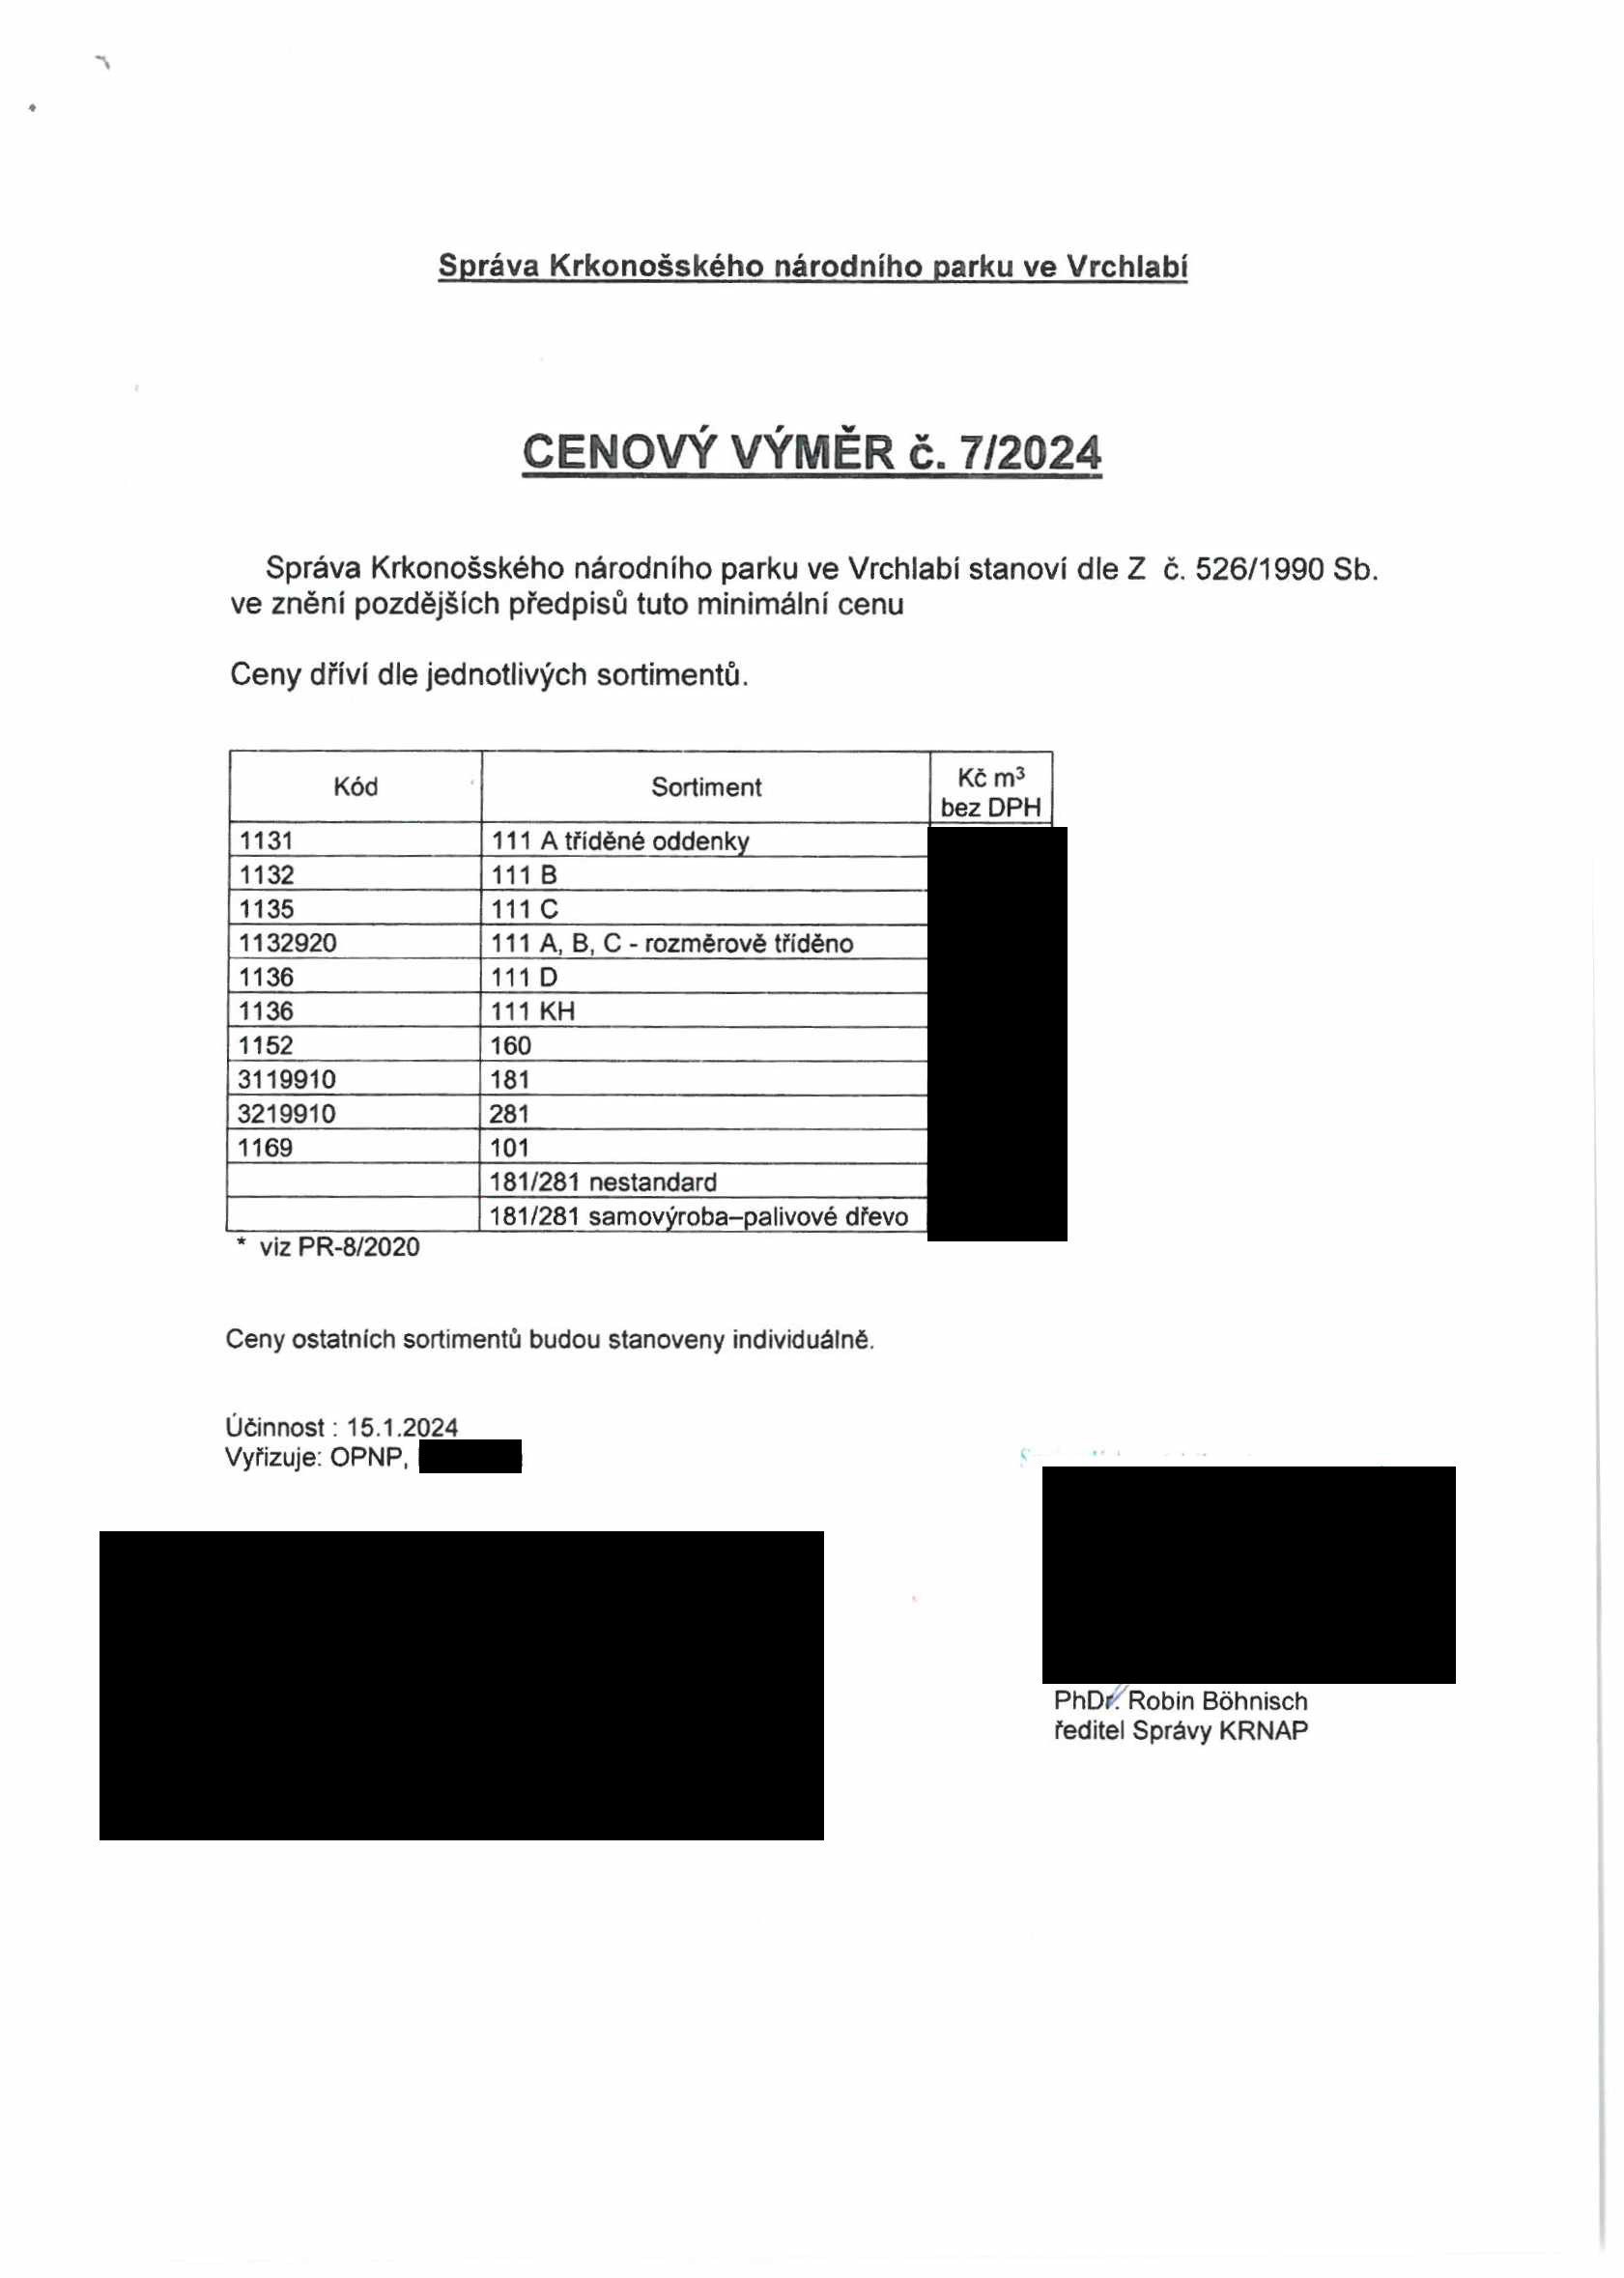 Správa Krkonošského národního parku ve Vrchlabí
CENOVÝ VÝMĚR č. 7/2024
Správa Krkonošského národního parku ve Vrchlabí stanoví dle Z č. 526/1990 Sb.
ve znění pozdějších předpisů tuto minimální cenu
Ceny dříví dle jednotlivých sortimentů.
Kód Sortiment Kč m³
bez DPH
1131 111 A tříděné oddenky
1132 111 B
1135 111 C
1132920 111 A, B, C - rozměrově tříděno
1136 111 D
1136 111 KH
1152 160
3119910 181
3219910 281
1169 101
181/281 nestandard
181/281 samovýroba–palivové dřevo
* viz PR-8/2020
Ceny ostatních sortimentů budou stanoveny individuálně.
Účinnost : 15.1.2024
Vyřizuje: OPNP,
PhDr. Robin Böhnisch
ředitel Správy KRNAP